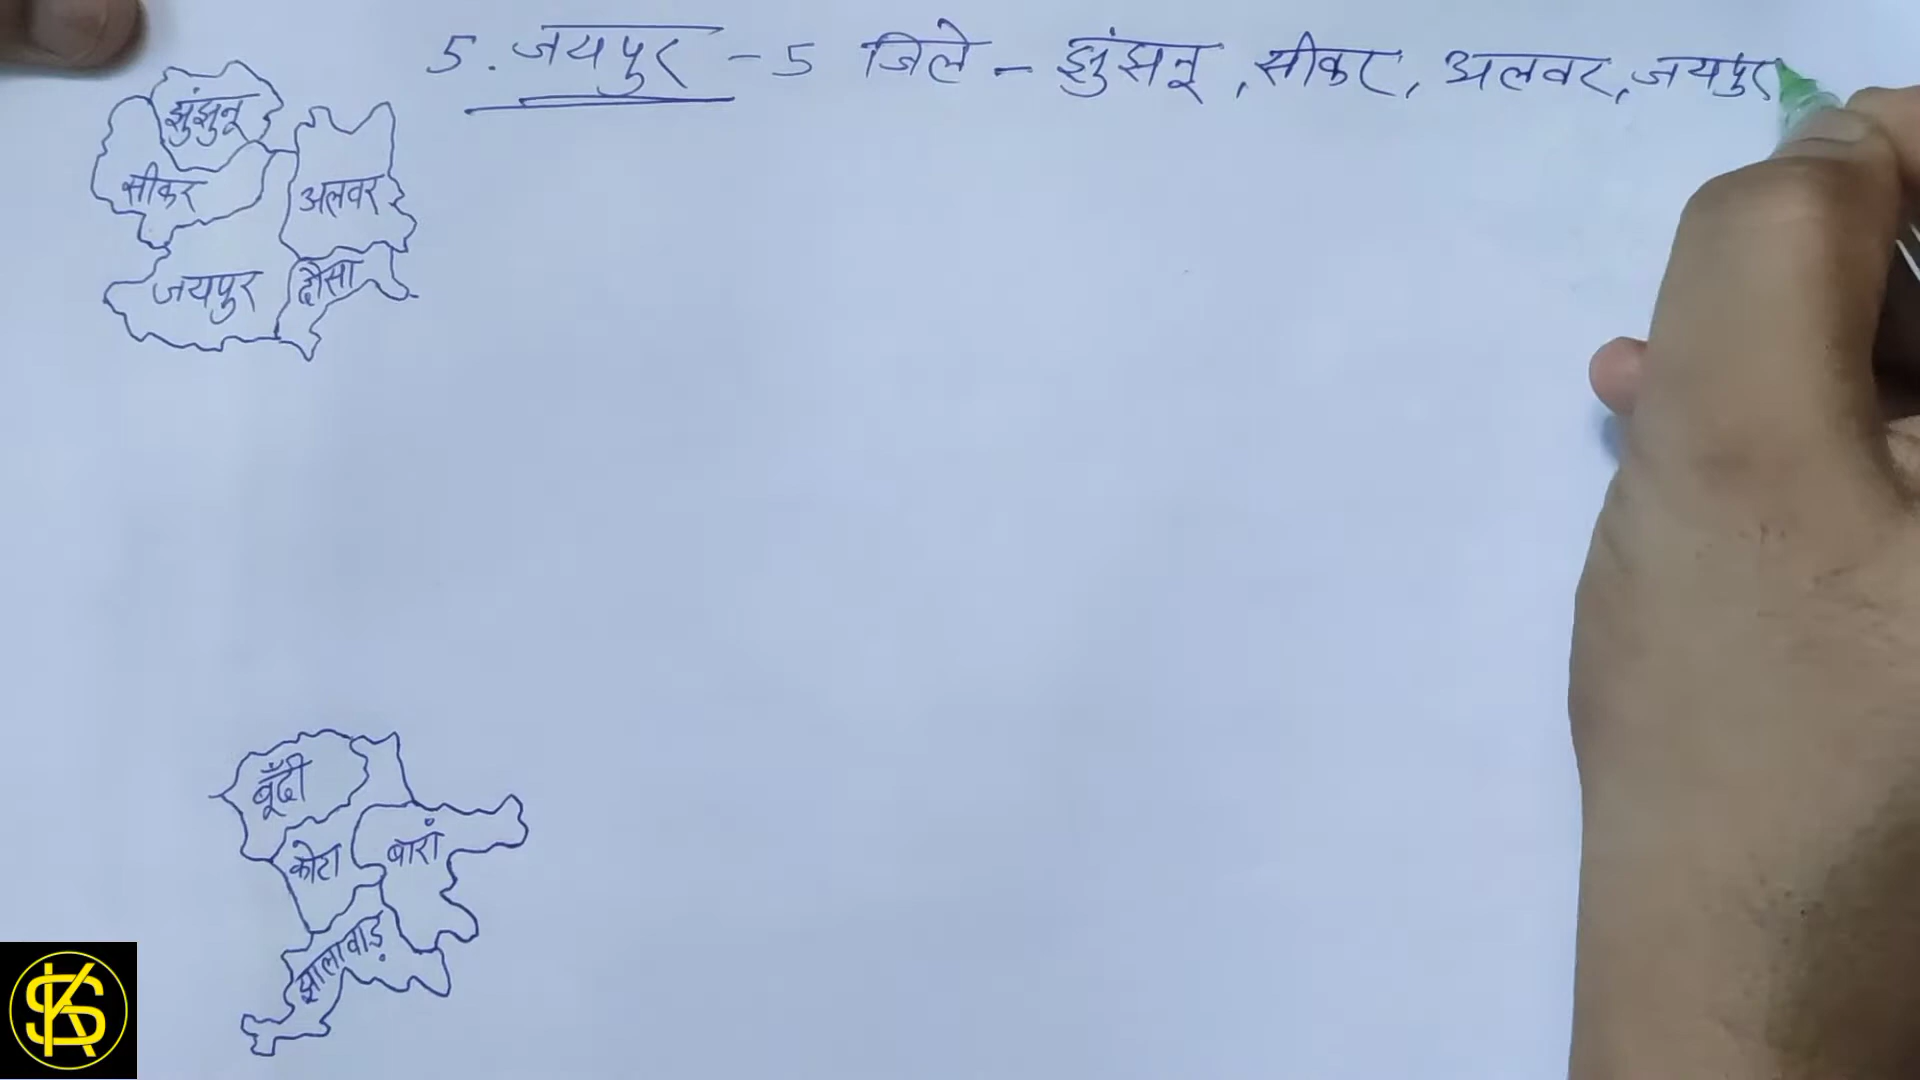 5. जयपुर - 5 जिले - झुंझनू, सीकर, अलवर, जयपुर
झुंझुनू
सीकर
अलवर
जयपुर
दौसा
बूँदी
कोटा
बारां
झालावाड़